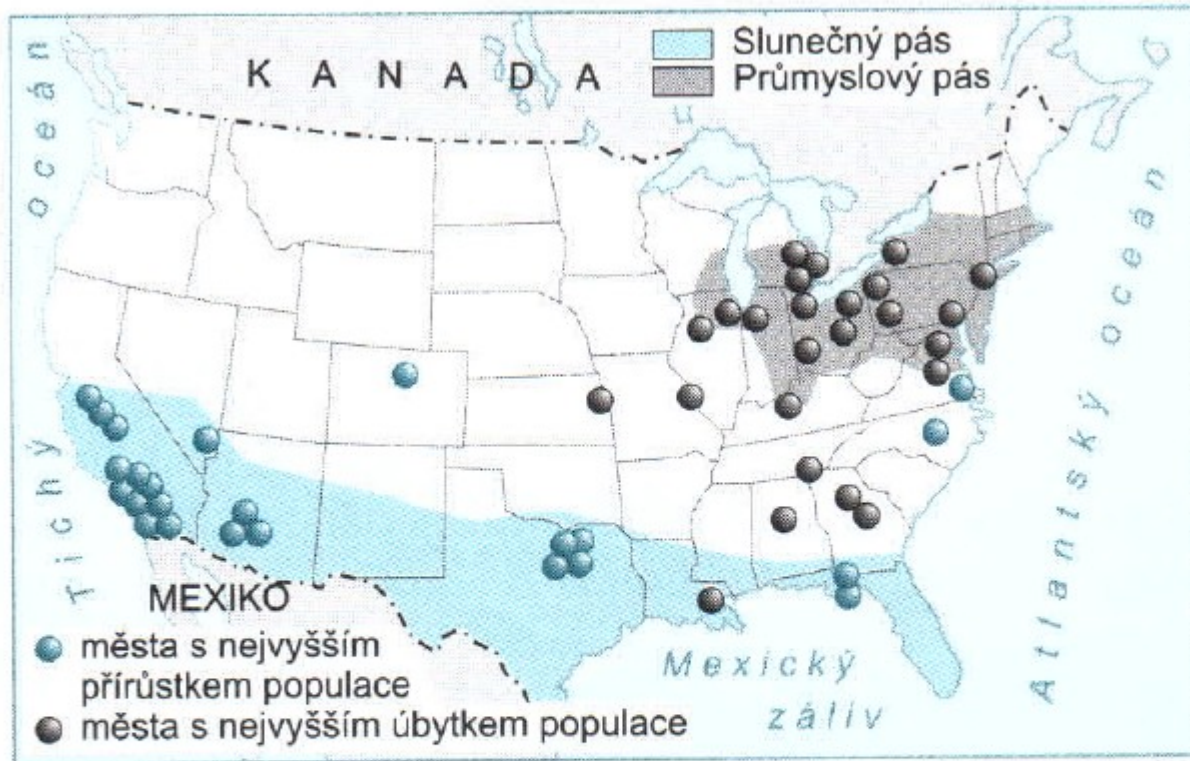 Slunečný pás
Průmyslový pás
KANADA
Tichý oceán
Atlantský oceán
MEXIKO
Mexický
záliv
města s nejvyšším
přírůstkem populace
města s nejvyšším úbytkem populace